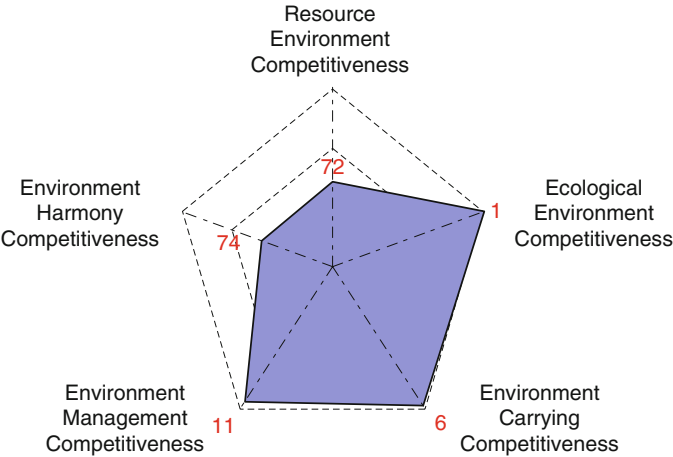 Resource
Environment
Competitiveness
72
Environment
Harmony
Competitiveness
74
Ecological
Environment
Competitiveness
1
Environment
Management
Competitiveness
11
6
Environment
Carrying
Competitiveness